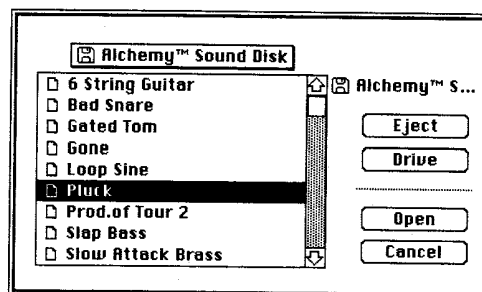 Alchemy™ Sound Disk
6 String Guitar
Bad Snare
Gated Tom
Gone
Loop Sine
Pluck
Prod.of Tour 2
Slap Bass
Slow Attack Brass
Alchemy™ S...
Eject
Drive
Open
Cancel